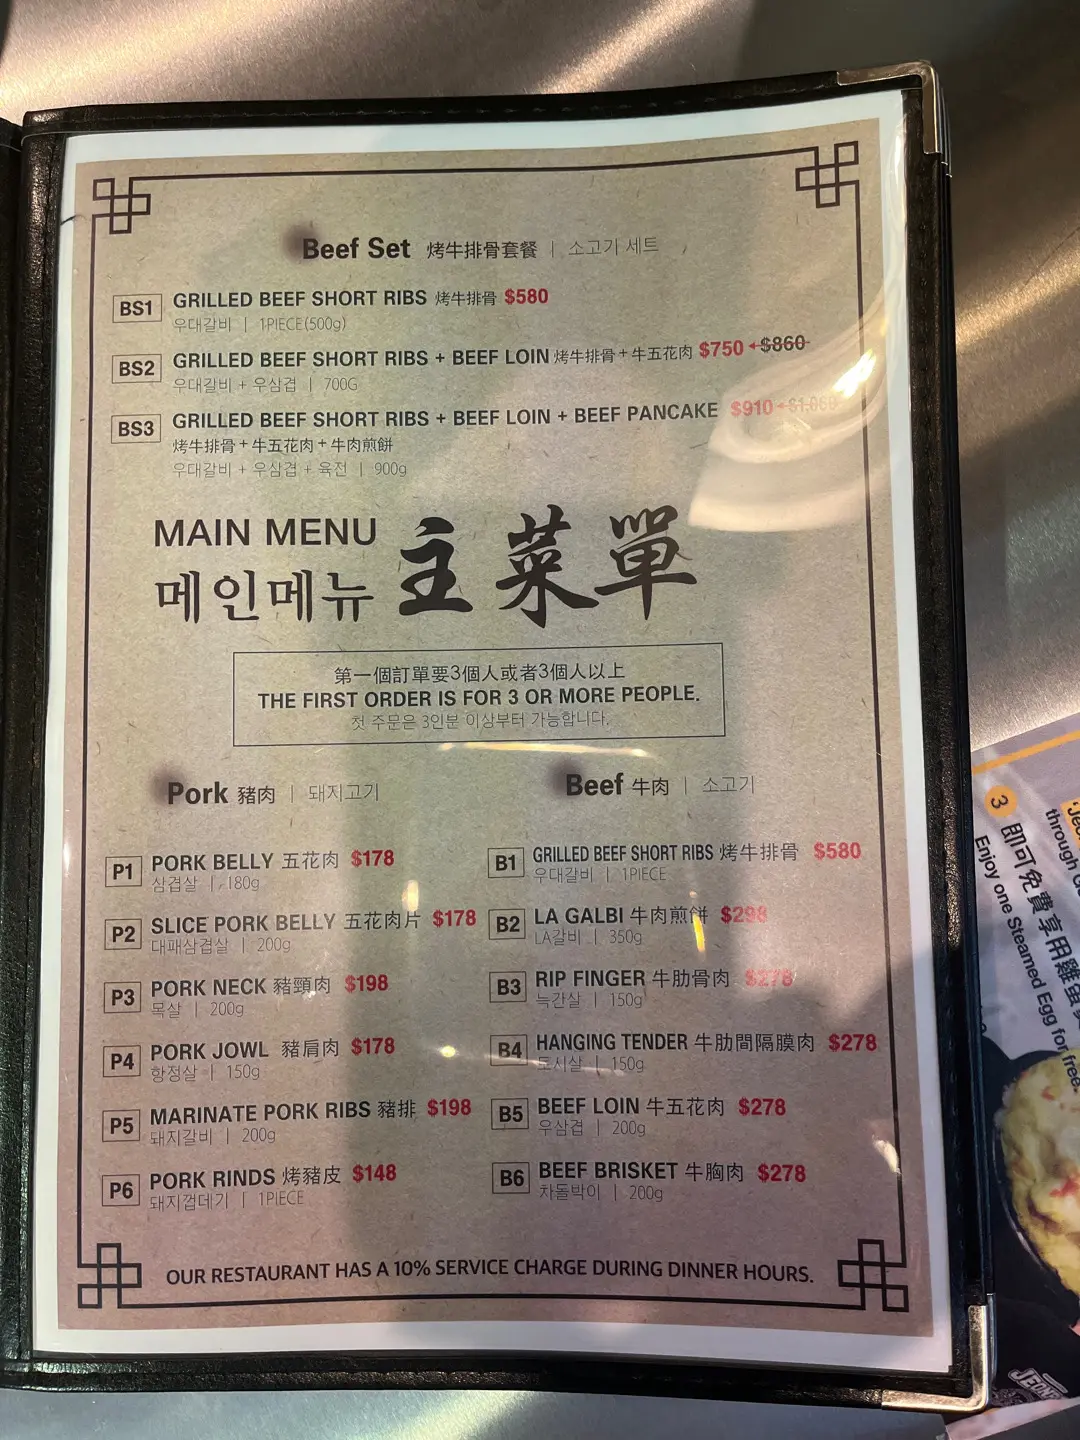 Beef Set 烤牛排骨套餐 | 소고기 세트
BS1 GRILLED BEEF SHORT RIBS 烤牛排骨 $580
우대갈비 | 1PIECE(500g)
BS2 GRILLED BEEF SHORT RIBS + BEEF LOIN 烤牛排骨+牛五花肉 $750 $860
우대갈비 + 우삼겹 | 700G
BS3 GRILLED BEEF SHORT RIBS + BEEF LOIN + BEEF PANCAKE $910
烤牛排骨+牛五花肉+牛肉煎餅
우대갈비 + 우삼겹 + 육전 | 900g
MAIN MENU
메인메뉴 主菜單
第一個訂單要3個人或者3個人以上
THE FIRST ORDER IS FOR 3 OR MORE PEOPLE.
첫 주문은 3인분 이상부터 가능합니다.
Pork 豬肉 | 돼지고기
P1 PORK BELLY 五花肉 $178
삼겹살 | 180g
P2 SLICE PORK BELLY 五花肉片 $178
대패삼겹살 | 200g
P3 PORK NECK 豬頸肉 $198
목살 | 200g
P4 PORK JOWL 豬肩肉 $178
항정살 | 150g
P5 MARINATE PORK RIBS 豬排 $198
돼지갈비 | 200g
P6 PORK RINDS 烤豬皮 $148
돼지껍데기 | 1PIECE
Beef 牛肉 | 소고기
B1 GRILLED BEEF SHORT RIBS 烤牛排骨 $580
우대갈비 | 1PIECE
B2 LA GALBI 牛肉煎餅 $298
LA갈비 | 350g
B3 RIP FINGER 牛肋骨肉 $278
늑간살 | 150g
B4 HANGING TENDER 牛肋間隔膜肉 $278
토시살 | 150g
B5 BEEF LOIN 牛五花肉 $278
우삼겹 | 200g
B6 BEEF BRISKET 牛胸肉 $278
차돌박이 | 200g
OUR RESTAURANT HAS A 10% SERVICE CHARGE DURING DINNER HOURS.
through
3 即可免費享用雞蛋
Enjoy one Steamed Egg for free.